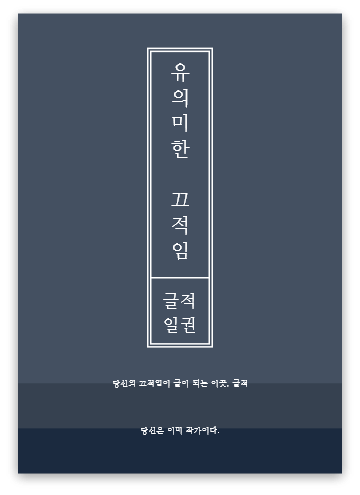 유의미한 끄적임
글적
일권
당신의 끄적임이 글이 되는 이곳, 글적
당신은 이미 작가이다.